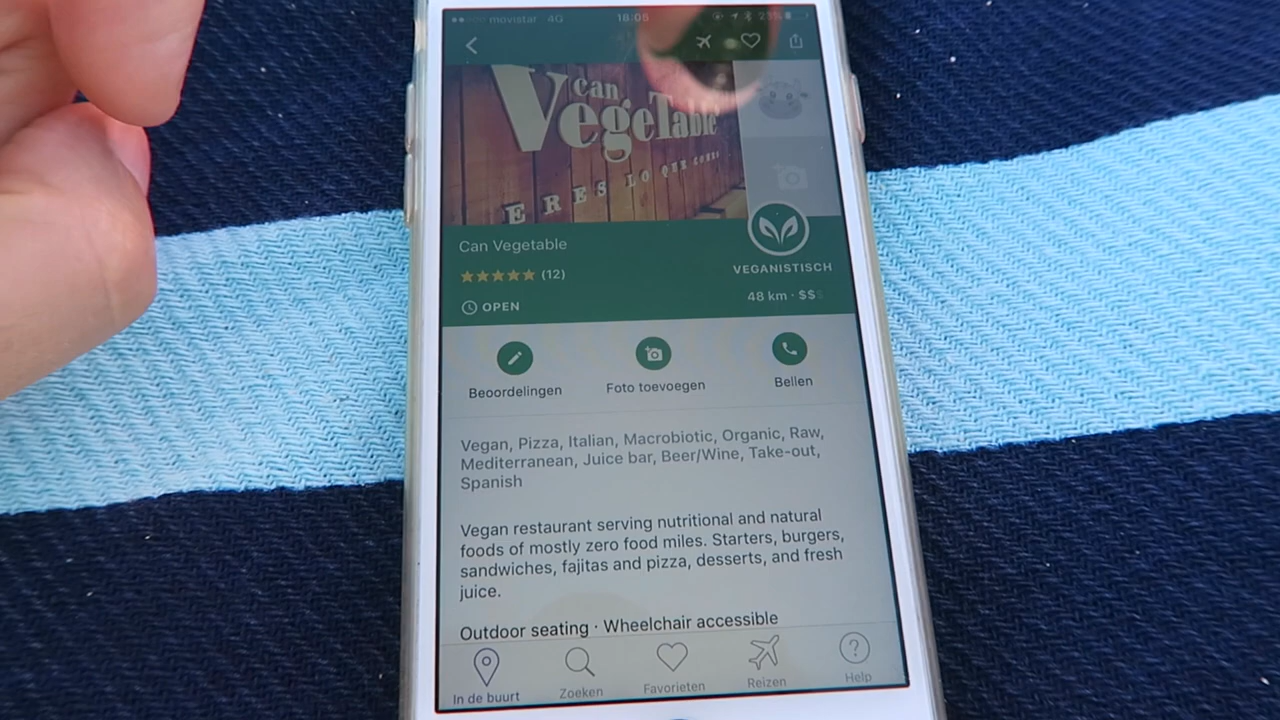 movistar 4G 18:05 23%
can
VegeTable
ERES LO QUE COMES
Can Vegetable
(12)
VEGANISTISCH
OPEN
48 km · $$$
Beoordelingen
Foto toevoegen
Bellen
Vegan, Pizza, Italian, Macrobiotic, Organic, Raw,
Mediterranean, Juice bar, Beer/Wine, Take-out,
Spanish
Vegan restaurant serving nutritional and natural
foods of mostly zero food miles. Starters, burgers,
sandwiches, fajitas and pizza, desserts, and fresh
juice.
Outdoor seating · Wheelchair accessible
In de buurt
Zoeken
Favorieten
Reizen
Help